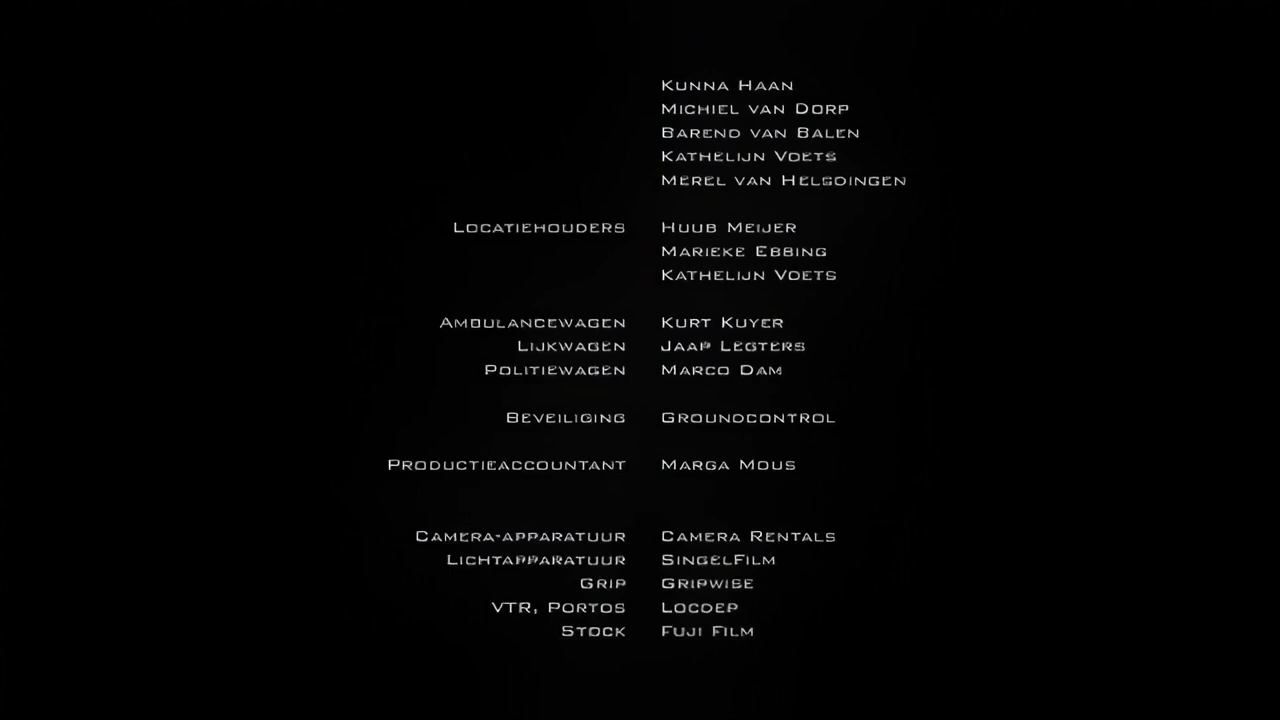 Kunna Haan
Michiel van Dorp
Barend van Balen
Kathelijn Voets
Merel van Helsdingen
Locatiehouders Huub Meijer
Marieke Ebbing
Kathelijn Voets
Ambulancewagen Kurt Kuyer
Lijkwagen Jaap Legters
Politiewagen Marco Dam
Beveiliging Groundcontrol
Productieaccountant Marga Mous
Camera-apparatuur Camera Rentals
Lichtapparatuur SingelFilm
Grip Gripwise
VTR, Portos Locdep
Stock Fuji Film